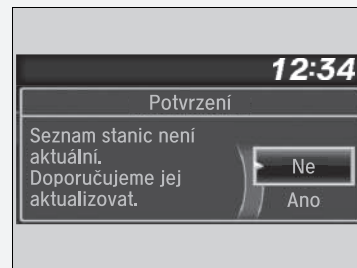 12:34
Potvrzení
Seznam stanic není
aktuální.
Doporučujeme jej
aktualizovat.
Ne
Ano